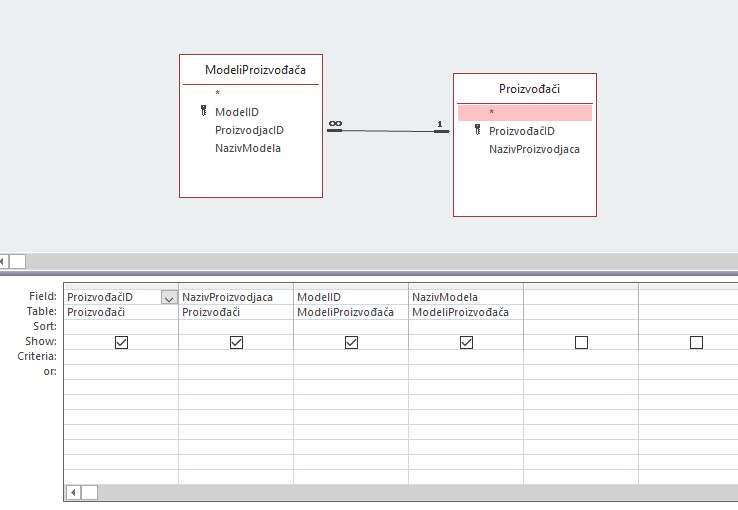 ModeliProizvođača
*
ModelID
ProizvodjacID
NazivModela
∞ 1
Proizvođači
*
ProizvođačID
NazivProizvodjaca
Field: ProizvođačID NazivProizvodjaca ModelID NazivModela
Table: Proizvođači Proizvođači ModeliProizvođača ModeliProizvođača
Sort:
Show:
Criteria:
or: